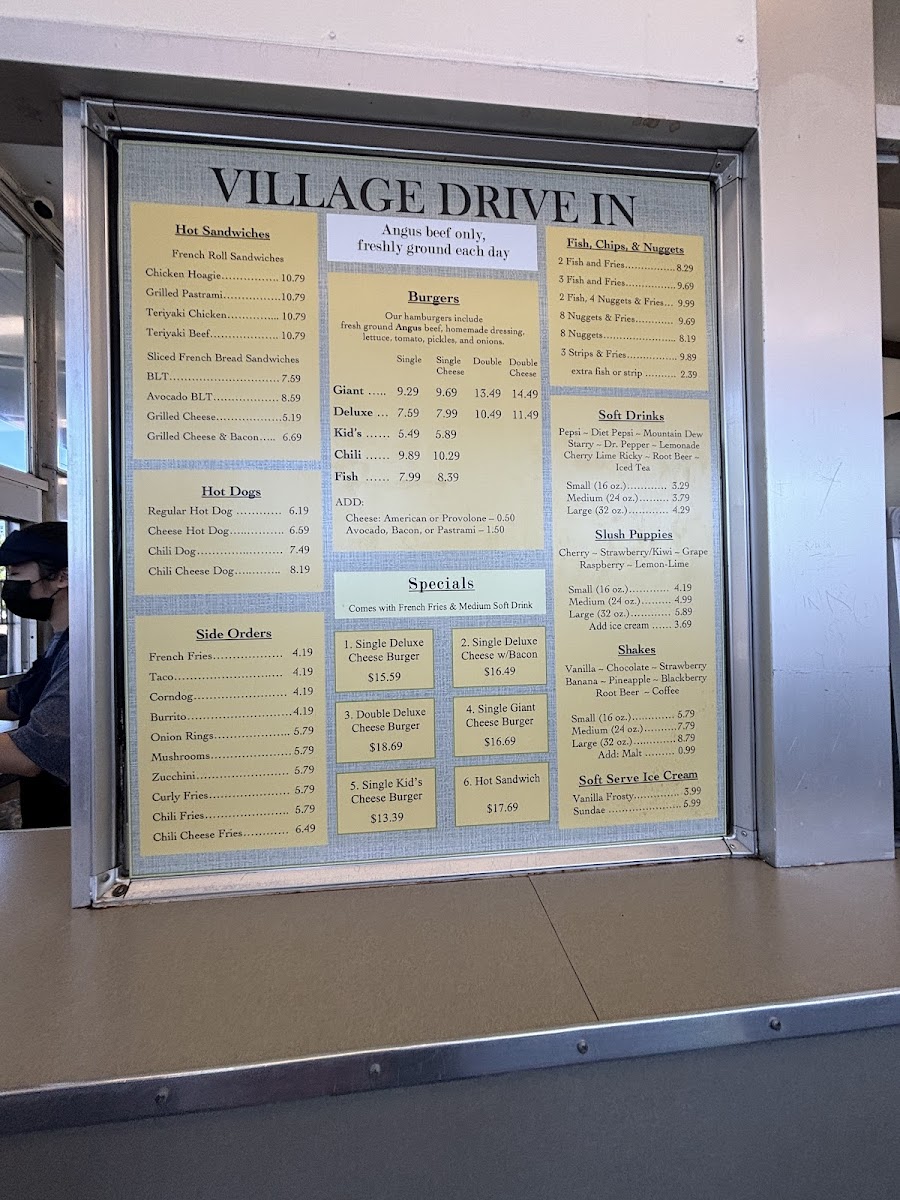 VILLAGE DRIVE IN
Hot Sandwiches
French Roll Sandwiches
Chicken Hoagie.............. 10.79
Grilled Pastrami.............. 10.79
Teriyaki Chicken............. 10.79
Teriyaki Beef................. 10.79
Sliced French Bread Sandwiches
BLT............................ 7.59
Avocado BLT................. 8.59
Grilled Cheese................ 5.19
Grilled Cheese & Bacon..... 6.69
Hot Dogs
Regular Hot Dog ............ 6.19
Cheese Hot Dog............. 6.59
Chili Dog..................... 7.49
Chili Cheese Dog............ 8.19
Side Orders
French Fries.................. 4.19
Taco........................... 4.19
Corndog....................... 4.19
Burrito......................... 4.19
Onion Rings................... 5.79
Mushrooms.................... 5.79
Zucchini....................... 5.79
Curly Fries.................... 5.79
Chili Fries..................... 5.79
Chili Cheese Fries............ 6.49
Angus beef only,
freshly ground each day
Burgers
Our hamburgers include
fresh ground Angus beef, homemade dressing,
lettuce, tomato, pickles, and onions.
Single Single Cheese Double Double Cheese
Giant ..... 9.29 9.69 13.49 14.49
Deluxe ... 7.59 7.99 10.49 11.49
Kid's ...... 5.49 5.89
Chili ...... 9.89 10.29
Fish ...... 7.99 8.39
ADD:
Cheese: American or Provolone – 0.50
Avocado, Bacon, or Pastrami – 1.50
Specials
Comes with French Fries & Medium Soft Drink
1. Single Deluxe
Cheese Burger
$15.59
2. Single Deluxe
Cheese w/Bacon
$16.49
3. Double Deluxe
Cheese Burger
$18.69
4. Single Giant
Cheese Burger
$16.69
5. Single Kid's
Cheese Burger
$13.39
6. Hot Sandwich
$17.69
Fish, Chips, & Nuggets
2 Fish and Fries............... 8.29
3 Fish and Fries............... 9.69
2 Fish, 4 Nuggets & Fries... 9.99
8 Nuggets & Fries............ 9.69
8 Nuggets...................... 8.19
3 Strips & Fries............... 9.89
extra fish or strip .......... 2.39
Soft Drinks
Pepsi ~ Diet Pepsi ~ Mountain Dew
Starry ~ Dr. Pepper ~ Lemonade
Cherry Lime Ricky ~ Root Beer ~
Iced Tea
Small (16 oz.)............ 3.29
Medium (24 oz.)......... 3.79
Large (32 oz.)............ 4.29
Slush Puppies
Cherry ~ Strawberry/Kiwi ~ Grape
Raspberry ~ Lemon-Lime
Small (16 oz.)............ 4.19
Medium (24 oz.)......... 4.99
Large (32 oz.)............ 5.89
Add ice cream ...... 3.69
Shakes
Vanilla ~ Chocolate ~ Strawberry
Banana ~ Pineapple ~ Blackberry
Root Beer ~ Coffee
Small (16 oz.)............ 5.79
Medium (24 oz.).......... 7.79
Large (32 oz.)............ 8.79
Add: Malt ......... 0.99
Soft Serve Ice Cream
Vanilla Frosty................ 3.99
Sundae ....................... 5.99